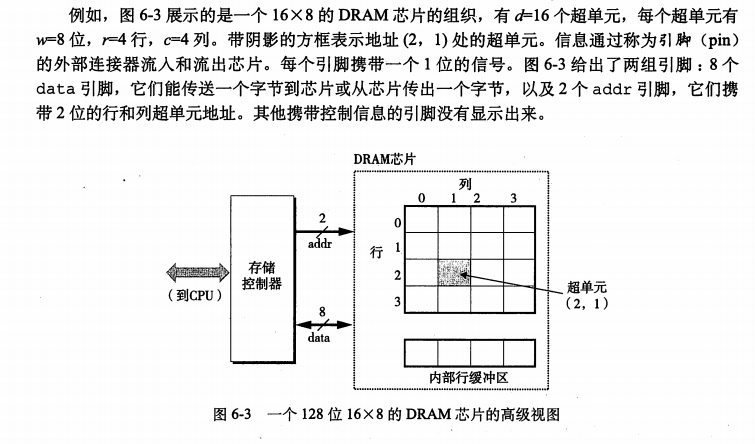 例如，图 6-3 展示的是一个 16×8 的 DRAM 芯片的组织，有 d=16 个超单元，每个超单元有
w=8 位，r=4 行，c=4 列。带阴影的方框表示地址 (2，1) 处的超单元。信息通过称为引脚（pin）
的外部连接器流入和流出芯片。每个引脚携带一个 1 位的信号。图 6-3 给出了两组引脚：8 个
data 引脚，它们能传送一个字节到芯片或从芯片传出一个字节，以及 2 个 addr 引脚，它们携
带 2 位的行和列超单元地址。其他携带控制信息的引脚没有显示出来。
DRAM芯片
列
0 1 2 3
2
addr
0
行
1
存储
控制器
（到CPU）
2
超单元
（2，1）
3
8
data
内部行缓冲区
图 6-3 一个 128 位 16×8 的 DRAM 芯片的高级视图